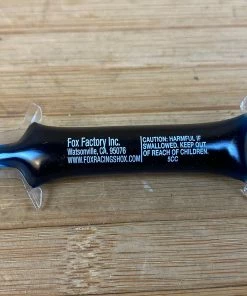 Fox Factory Inc.
Watsonville, CA. 95076
WWW.FOXRACINGSHOX.COM
CAUTION: HARMFUL IF
SWALLOWED. KEEP OUT
OF REACH OF CHILDREN.
5CC